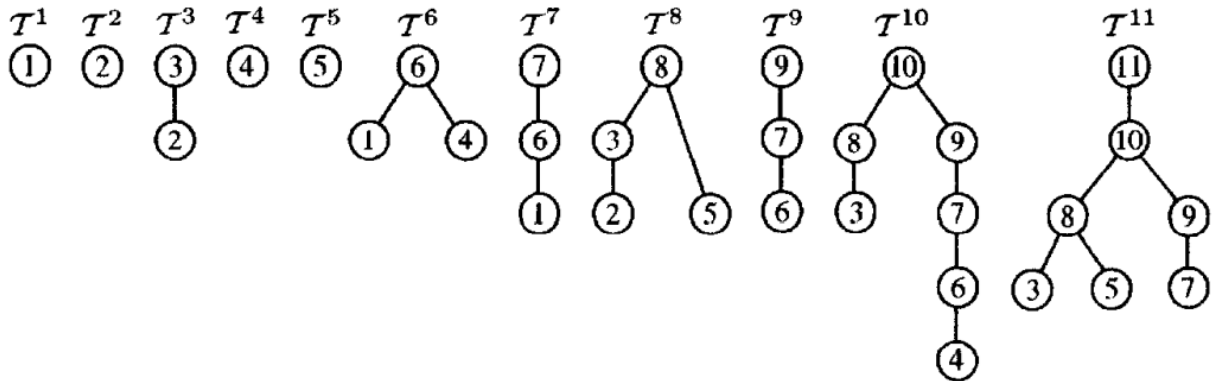 𝒯¹ 𝒯² 𝒯³ 𝒯⁴ 𝒯⁵ 𝒯⁶ 𝒯⁷ 𝒯⁸ 𝒯⁹ 𝒯¹⁰ 𝒯¹¹
1 2 3 4 5 6 7 8 9 10 11
2 1 4 6 3 7 8 9 10
1 2 5 6 3 7 8 9
6 3 5 7
4